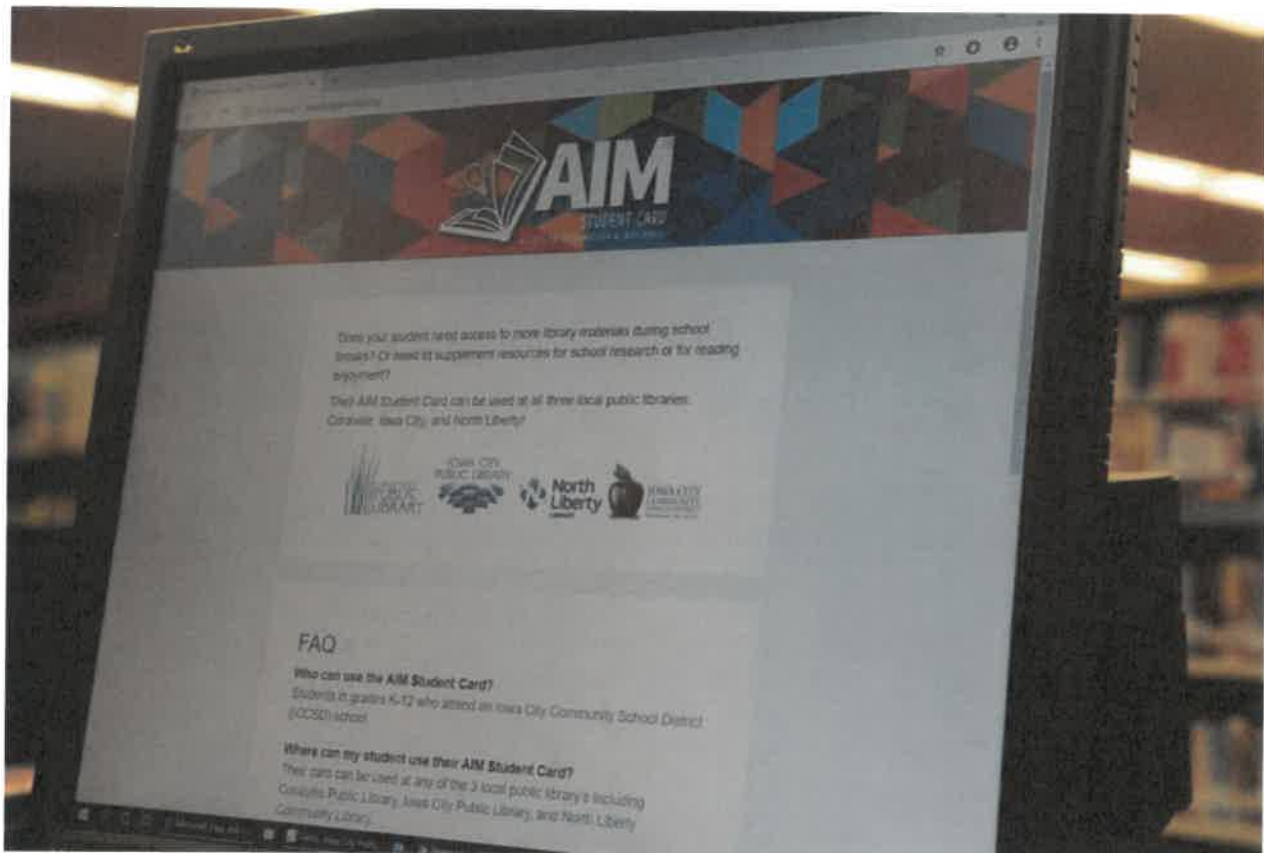 AIM
STUDENT CARD
Does your student need access to more library materials during school
breaks? Or need to supplement resources for school research or for reading
enjoyment?
Their AIM Student Card can be used at all three local public libraries:
Coralville, Iowa City, and North Liberty!
PUBLIC
LIBRARY
IOWA CITY
PUBLIC LIBRARY
North
Liberty
LIBRARY
IOWA CITY
COMMUNITY
FAQ
Who can use the AIM Student Card?
Students in grades K-12 who attend an Iowa City Community School District
(ICCSD) school.
Where can my student use their AIM Student Card?
Their card can be used at any of the 3 local public library's including
Coralville Public Library, Iowa City Public Library, and North Liberty
Community Library.